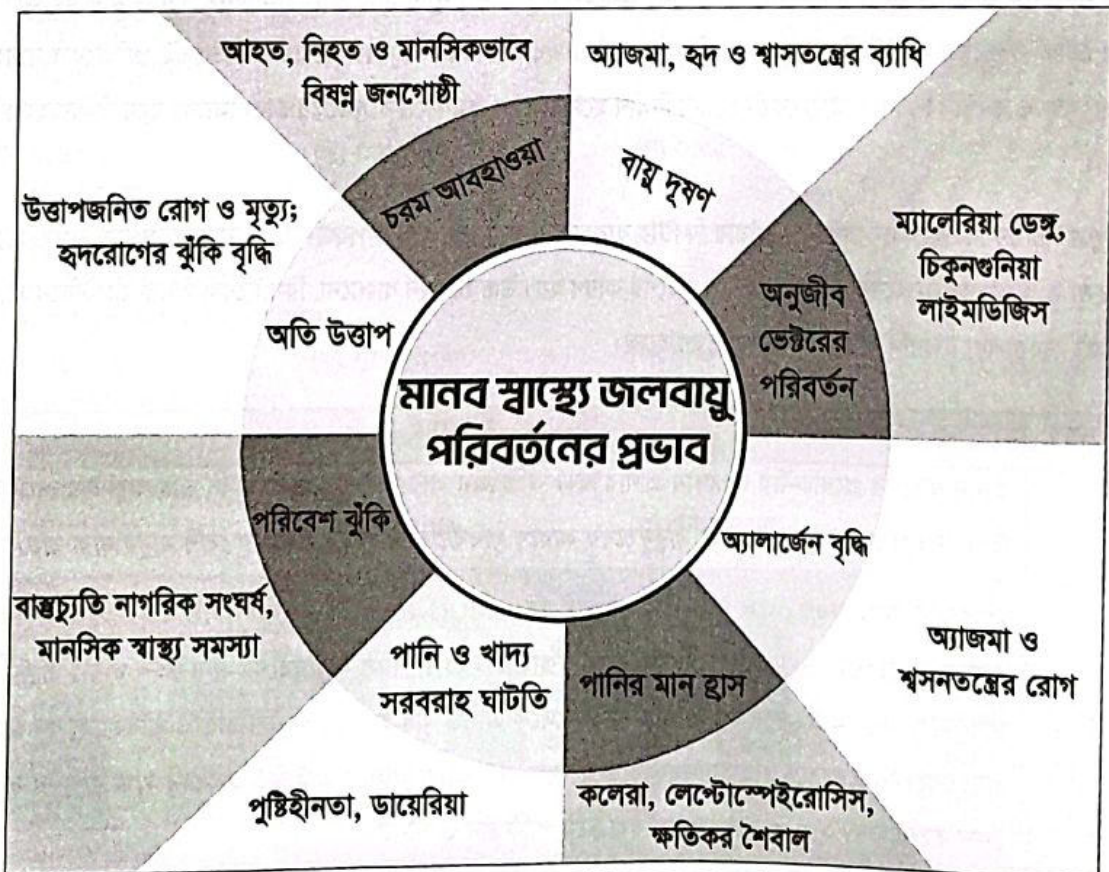 আহত, নিহত ও মানসিকভাবে
বিষণ্ণ জনগোষ্ঠী
অ্যাজমা, হৃদ ও শ্বাসতন্ত্রের ব্যাধি
চরম আবহাওয়া
বায়ু দূষণ
উত্তাপজনিত রোগ ও মৃত্যু;
হৃদরোগের ঝুঁকি বৃদ্ধি
ম্যালেরিয়া ডেঙ্গু,
চিকুনগুনিয়া
লাইমডিজিস
অতি উত্তাপ
অনুজীব
ভেক্টরের
পরিবর্তন
মানব স্বাস্থ্যে জলবায়ু
পরিবর্তনের প্রভাব
পরিবেশ ঝুঁকি
অ্যালার্জেন বৃদ্ধি
বাস্তুচ্যুতি নাগরিক সংঘর্ষ,
মানসিক স্বাস্থ্য সমস্যা
পানি ও খাদ্য
সরবরাহ ঘাটতি
পানির মান হ্রাস
অ্যাজমা ও
শ্বসনতন্ত্রের রোগ
পুষ্টিহীনতা, ডায়েরিয়া
কলেরা, লেপ্টোস্পেইরোসিস,
ক্ষতিকর শৈবাল